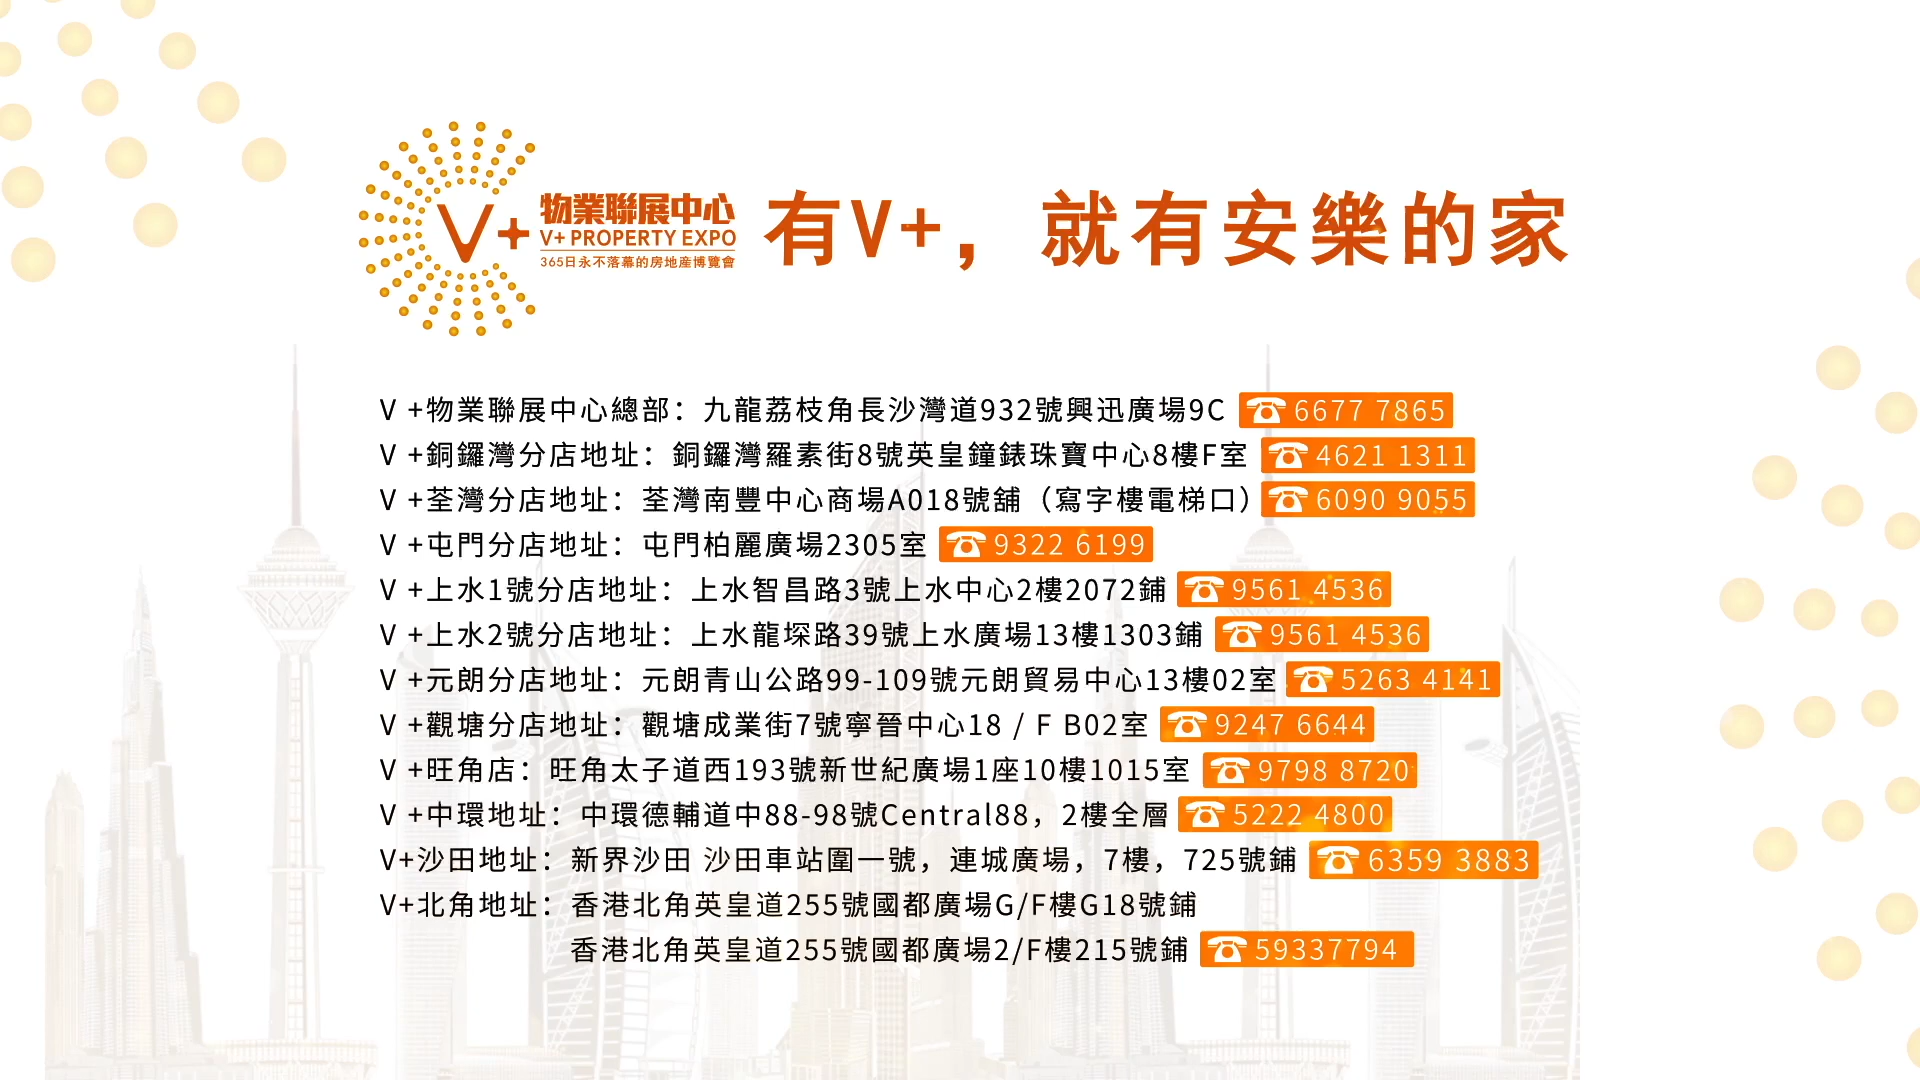 V+
物業聯展中心
V+ PROPERTY EXPO
365日永不落幕的房地産博覽會
有V+，就有安樂的家
V +物業聯展中心總部：九龍荔枝角長沙灣道932號興迅廣場9C ☎ 6677 7865
V +銅鑼灣分店地址：銅鑼灣羅素街8號英皇鐘錶珠寶中心8樓F室 ☎ 4621 1311
V +荃灣分店地址：荃灣南豐中心商場A018號舖（寫字樓電梯口）☎ 6090 9055
V +屯門分店地址：屯門柏麗廣場2305室 ☎ 9322 6199
V +上水1號分店地址：上水智昌路3號上水中心2樓2072鋪 ☎ 9561 4536
V +上水2號分店地址：上水龍琛路39號上水廣場13樓1303鋪 ☎ 9561 4536
V +元朗分店地址：元朗青山公路99-109號元朗貿易中心13樓02室 ☎ 5263 4141
V +觀塘分店地址：觀塘成業街7號寧晉中心18 / F B02室 ☎ 9247 6644
V +旺角店：旺角太子道西193號新世紀廣場1座10樓1015室 ☎ 9798 8720
V +中環地址：中環德輔道中88-98號Central88，2樓全層 ☎ 5222 4800
V+沙田地址：新界沙田 沙田車站圍一號，連城廣場，7樓，725號鋪 ☎ 6359 3883
V+北角地址：香港北角英皇道255號國都廣場G/F樓G18號鋪
香港北角英皇道255號國都廣場2/F樓215號鋪 ☎ 59337794